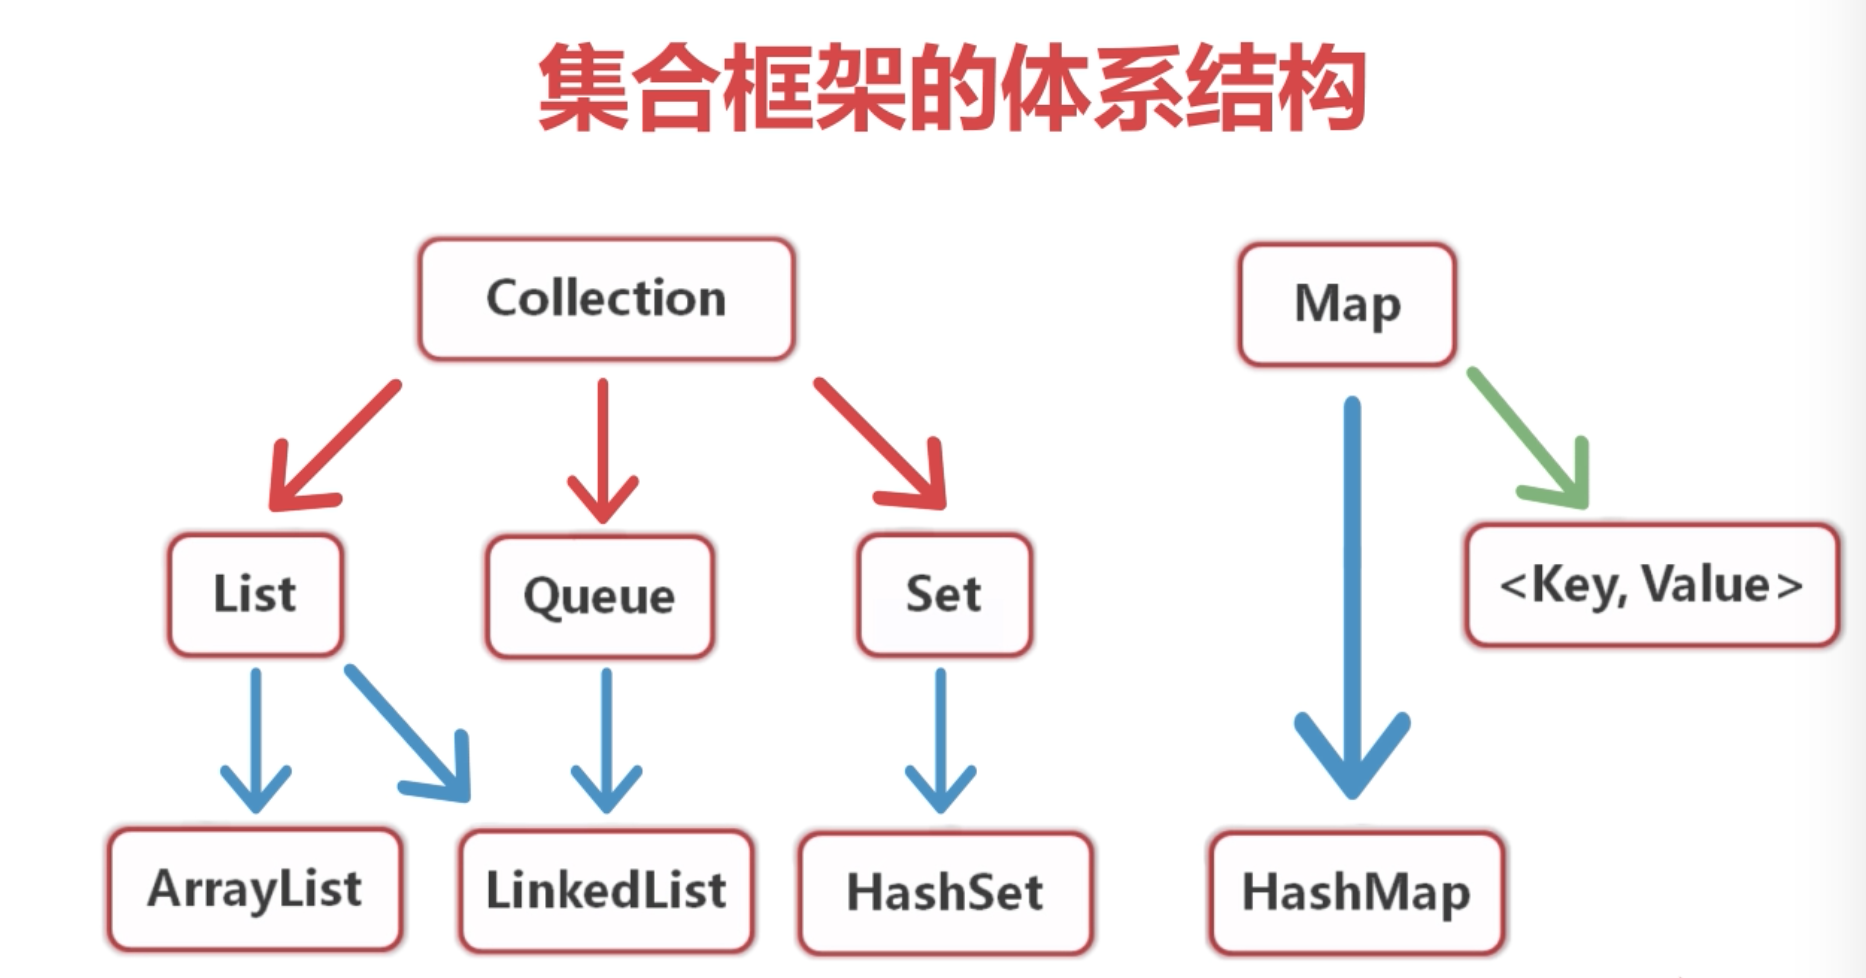 集合框架的体系结构
Collection
Map
List
Queue
Set
<Key, Value>
ArrayList
LinkedList
HashSet
HashMap